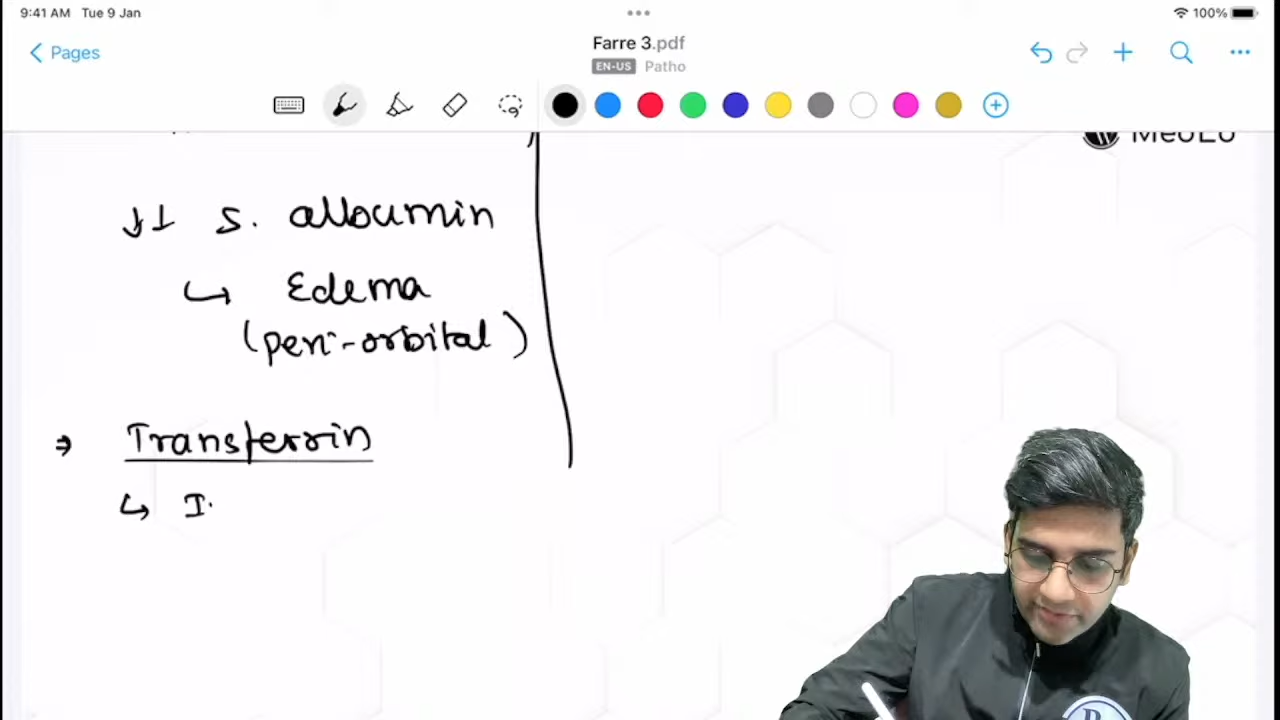 9:41 AM Tue 9 Jan
100%
Pages
Farre 3.pdf
EN-US Patho
MedEd
↓↓ S. albumin
↳ Edema
(peri-orbital)
⇒ Transferrin
↳ I